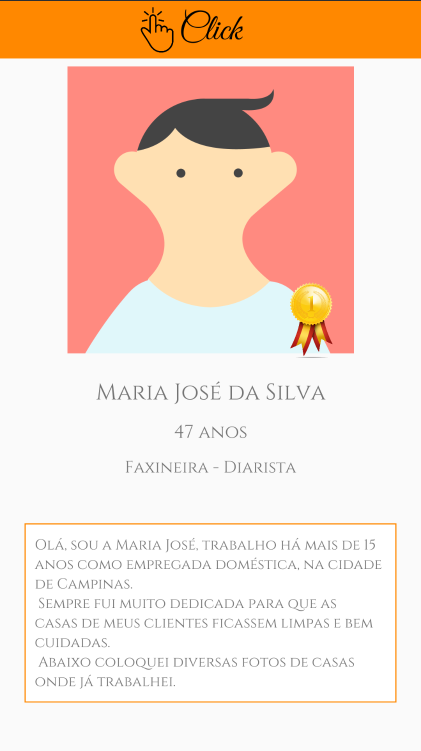 Click
1
Maria José da Silva
47 anos
Faxineira - Diarista
Olá, sou a Maria José, trabalho há mais de 15
anos como empregada doméstica, na cidade
de Campinas.
Sempre fui muito dedicada para que as
casas de meus clientes ficassem limpas e bem
cuidadas.
Abaixo coloquei diversas fotos de casas
onde já trabalhei.